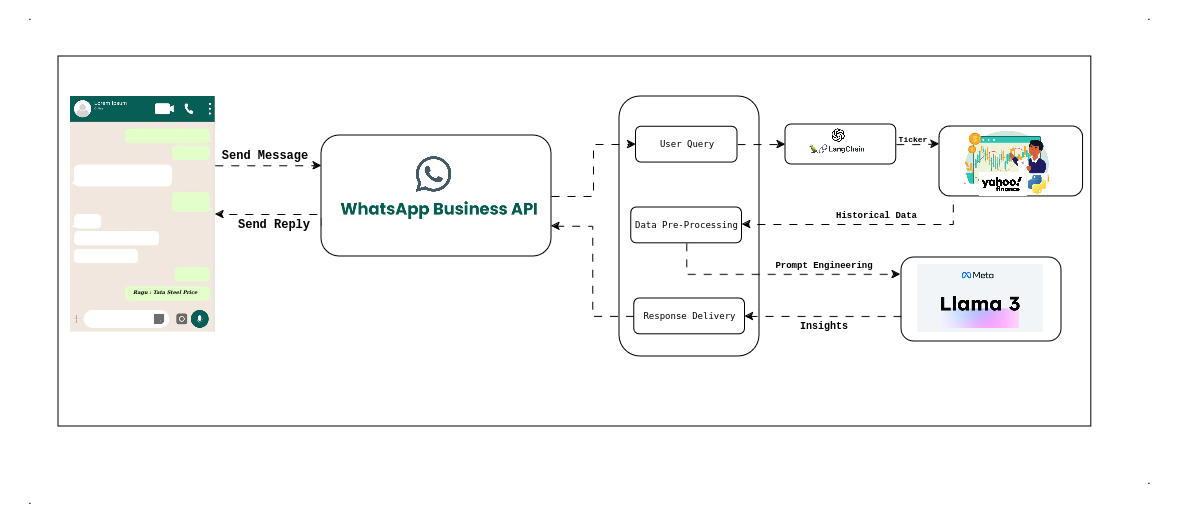 Lorem Ipsum
Send Message
Send Reply
Ragu : Tata Steel Price
WhatsApp Business API
User Query
Data Pre-Processing
Response Delivery
LangChain
Ticker
yahoo!
finance
Historical Data
Prompt Engineering
Meta
Llama 3
Insights